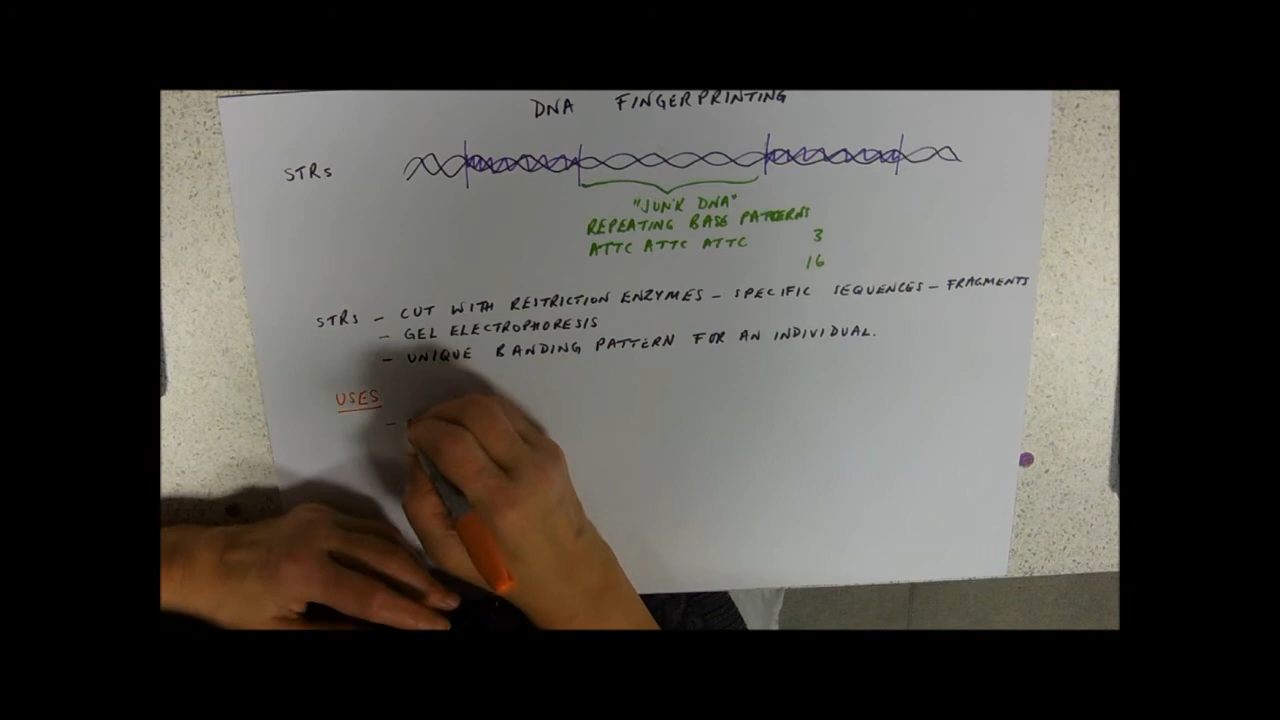 DNA FINGERPRINTING
STRs
"JUNK DNA"
REPEATING BASE PATTERNS
ATTC ATTC ATTC 3
16
STRs - CUT WITH RESTRICTION ENZYMES - SPECIFIC SEQUENCES - FRAGMENTS
- GEL ELECTROPHORESIS
- UNIQUE BANDING PATTERN FOR AN INDIVIDUAL.
USES
-